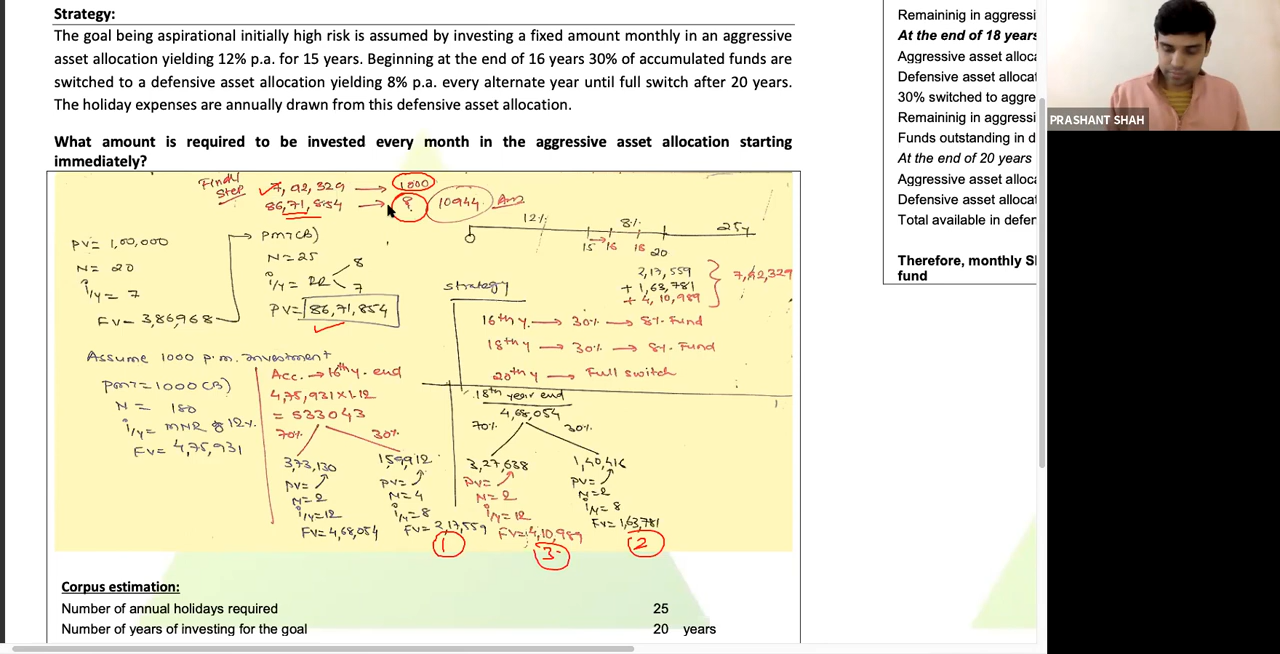 Strategy:
The goal being aspirational initially high risk is assumed by investing a fixed amount monthly in an aggressive
asset allocation yielding 12% p.a. for 15 years. Beginning at the end of 16 years 30% of accumulated funds are
switched to a defensive asset allocation yielding 8% p.a. every alternate year until full switch after 20 years.
The holiday expenses are annually drawn from this defensive asset allocation.
What amount is required to be invested every month in the aggressive asset allocation starting
immediately?
Final Step
7,92,329 → 1000
86,71,854 → ? 10944 Ans
PV= 1,00,000
N= 20
i/y= 7
FV= 3,86,968
PMT(B)
N=25
i/y= RR 8 7
PV= 86,71,854
12% 8% 25y
15 16 18 20
2,17,559
+ 1,63,781
+ 4,10,989
7,92,329
Strategy
16th y. → 30% → 8% Fund
18th y → 30% → 8% Fund
20th y → Full switch
Assume 1000 p.m. investment
PMT=1000 (B)
N= 180
i/y= MNR of 12%
FV= 4,75,931
Acc. → 16th y. end
4,75,931 x 1.12
= 533043
70% 30%
3,73,130 159912
PV= PV=
N=2 N=4
i/y=12 i/y=8
FV=4,68,054 FV=2,17,559
1
18th year end
4,68,054
70% 30%
3,27,638 1,40,416
PV= PV=
N=2 N=2
i/y=12 i/y=8
FV=4,10,989 FV=1,63,781
3 2
Corpus estimation:
Number of annual holidays required 25
Number of years of investing for the goal 20 years
Remaininig in aggressi
At the end of 18 years
Aggressive asset alloca
Defensive asset allocat
30% switched to aggre
Remaininig in aggressi
Funds outstanding in d
At the end of 20 years
Aggressive asset alloca
Defensive asset allocat
Total available in defer
Therefore, monthly SI
fund
PRASHANT SHAH